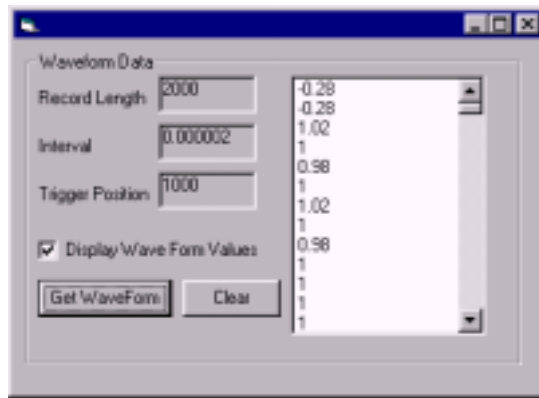 Waveform Data
Record Length 2000
Interval 0.000002
Trigger Position 1000
Display Wave Form Values
Get WaveForm
Clear
-0.28
-0.28
1.02
1
0.98
1
1.02
1
0.98
1
1
1
1